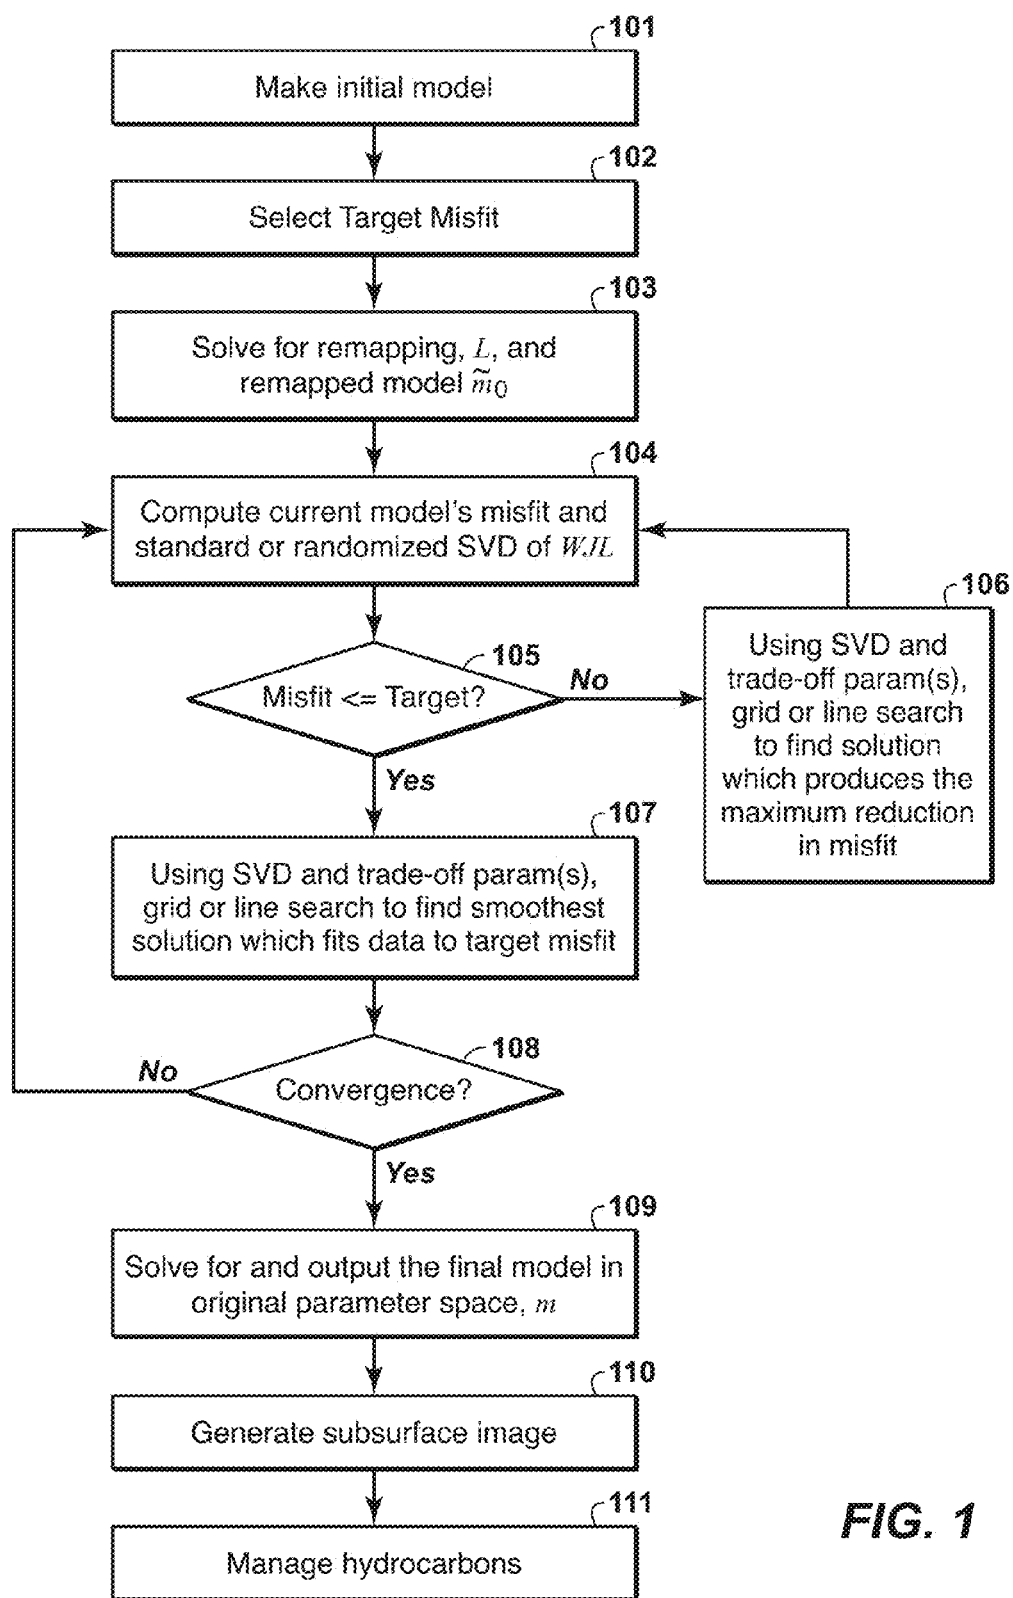 101
Make initial model
102
Select Target Misfit
103
Solve for remapping, L, and
remapped model m̃0
104
Compute current model's misfit and
standard or randomized SVD of WJL
105
Misfit <= Target?
No
106
Using SVD and
trade-off param(s),
grid or line search
to find solution
which produces the
maximum reduction
in misfit
Yes
107
Using SVD and trade-off param(s),
grid or line search to find smoothest
solution which fits data to target misfit
108
No
Convergence?
Yes
109
Solve for and output the final model in
original parameter space, m
110
Generate subsurface image
111
Manage hydrocarbons
FIG. 1